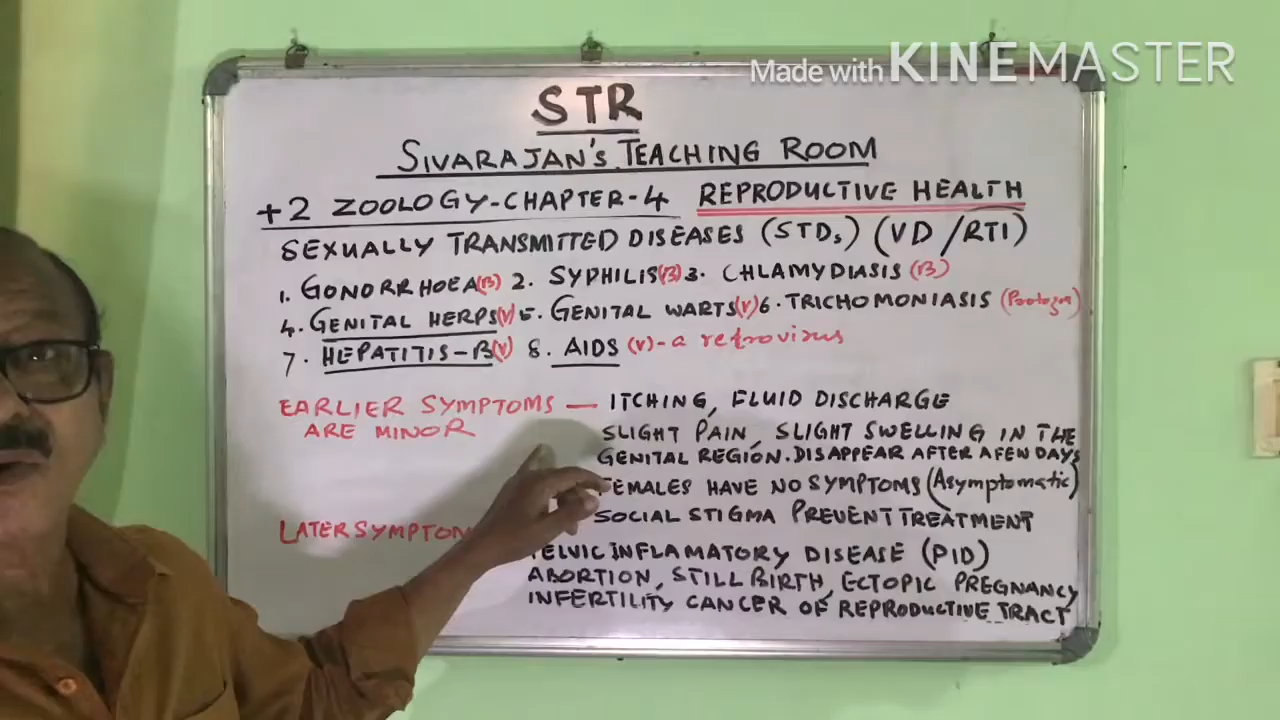 Made with KINEMASTER
STR
SIVARAJAN'S TEACHING ROOM
+2 ZOOLOGY-CHAPTER-4 REPRODUCTIVE HEALTH
SEXUALLY TRANSMITTED DISEASES (STDs) (VD/RTI)
1. GONORRHOEA(B) 2. SYPHILIS(B) 3. CHLAMYDIASIS (B)
4. GENITAL HERPS(V) 5. GENITAL WARTS(V) 6. TRICHOMONIASIS
7. HEPATITIS-B(V) 8. AIDS (V)-a retrovirus
EARLIER SYMPTOMS — ITCHING, FLUID DISCHARGE
ARE MINOR SLIGHT PAIN, SLIGHT SWELLING IN THE
GENITAL REGION. DISAPPEAR AFTER A FEW DAYS
FEMALES HAVE NO SYMPTOMS (Asymptomatic)
SOCIAL STIGMA PREVENT TREATMENT
LATER SYMPTOM
PELVIC INFLAMATORY DISEASE (PID)
ABORTION, STILL BIRTH, ECTOPIC PREGNANCY
INFERTILITY CANCER OF REPRODUCTIVE TRACT